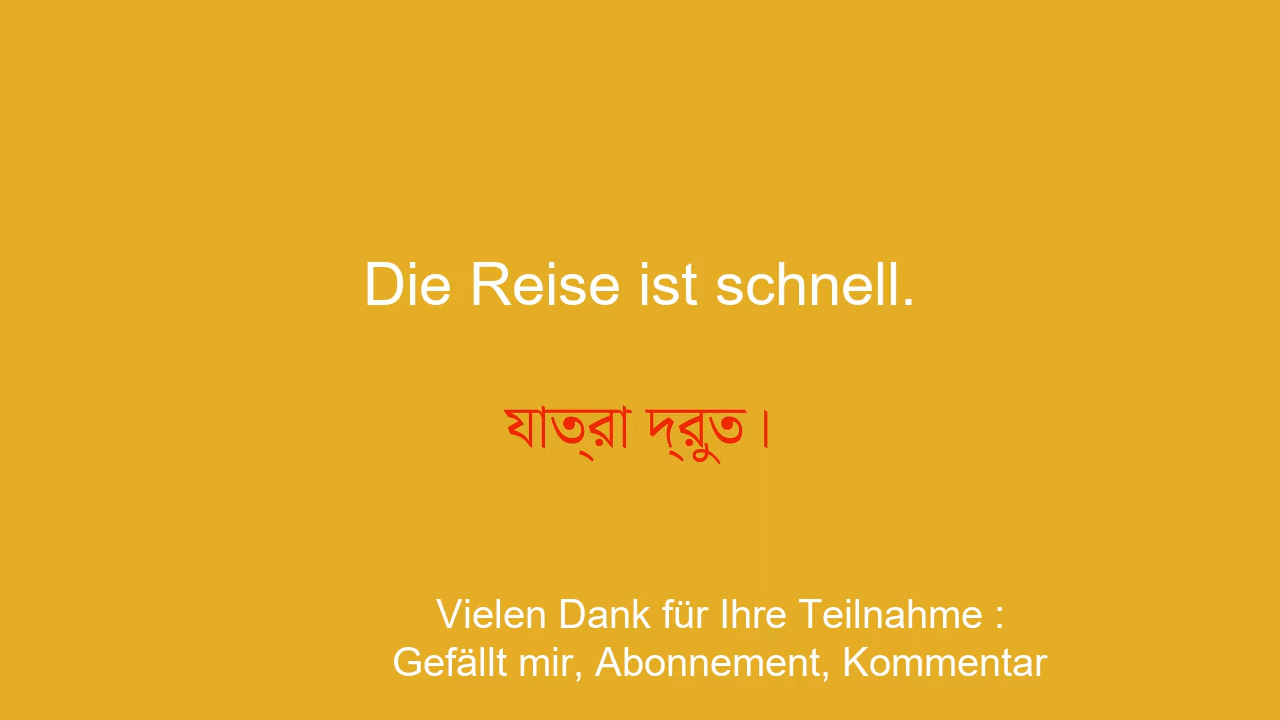 Die Reise ist schnell.
যাত্‌রা দ্‌রুত।
Vielen Dank für Ihre Teilnahme :
Gefällt mir, Abonnement, Kommentar